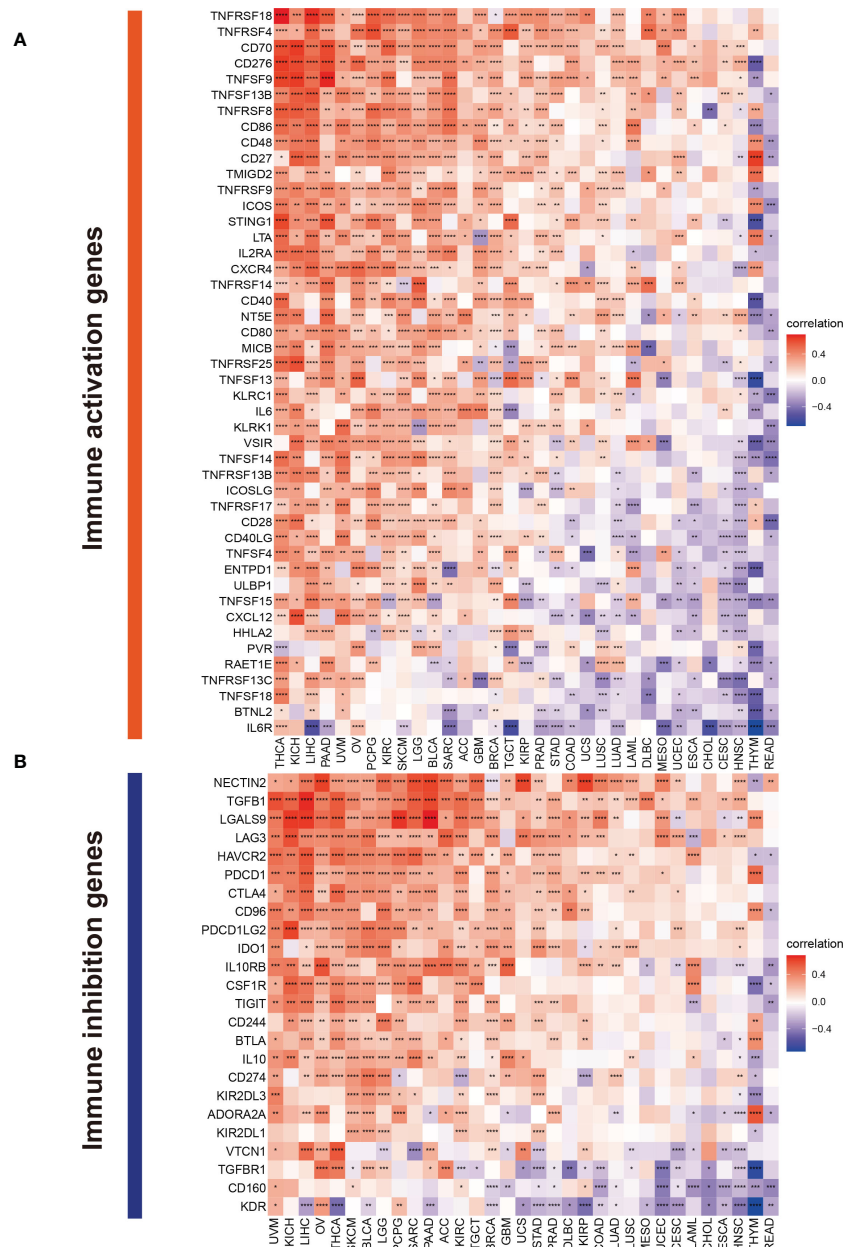 A
Immune activation genes
TNFRSF18
TNFRSF4
CD70
CD276
TNFSF9
TNFSF13B
TNFRSF8
CD86
CD48
CD27
TMIGD2
TNFRSF9
ICOS
STING1
LTA
IL2RA
CXCR4
TNFRSF14
CD40
NT5E
CD80
MICB
TNFRSF25
TNFSF13
KLRC1
IL6
KLRK1
VSIR
TNFSF14
TNFRSF13B
ICOSLG
TNFRSF17
CD28
CD40LG
TNFSF4
ENTPD1
ULBP1
TNFSF15
CXCL12
HHLA2
PVR
RAET1E
TNFRSF13C
TNFSF18
BTNL2
IL6R
THCA KICH LIHC PAAD UVM OV PCPG KIRC SKCM LGG BLCA SARC ACC GBM BRCA TGCT KIRP PRAD STAD COAD UCS LUSC LUAD LAML DLBC MESO UCEC ESCA CHOL CESC HNSC THYM READ
correlation
0.4
0.0
−0.4
B
Immune inhibition genes
NECTIN2
TGFB1
LGALS9
LAG3
HAVCR2
PDCD1
CTLA4
CD96
PDCD1LG2
IDO1
IL10RB
CSF1R
TIGIT
CD244
BTLA
IL10
CD274
KIR2DL3
ADORA2A
KIR2DL1
VTCN1
TGFBR1
CD160
KDR
UVM KICH LIHC OV THCA SKCM BLCA LGG PCPG SARC PAAD ACC KIRC TGCT BRCA GBM UCS STAD PRAD DLBC KIRP COAD LUAD LUSC MESO UCEC CESC LAML CHOL ESCA HNSC THYM READ
correlation
0.4
0.0
−0.4